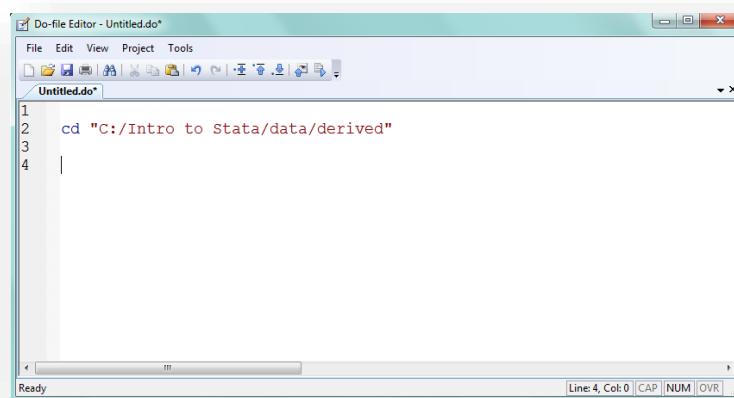 Do-file Editor - Untitled.do*
File Edit View Project Tools
Untitled.do*
1
2 cd "C:/Intro to Stata/data/derived"
3
4
Ready Line: 4, Col: 0 CAP NUM OVR